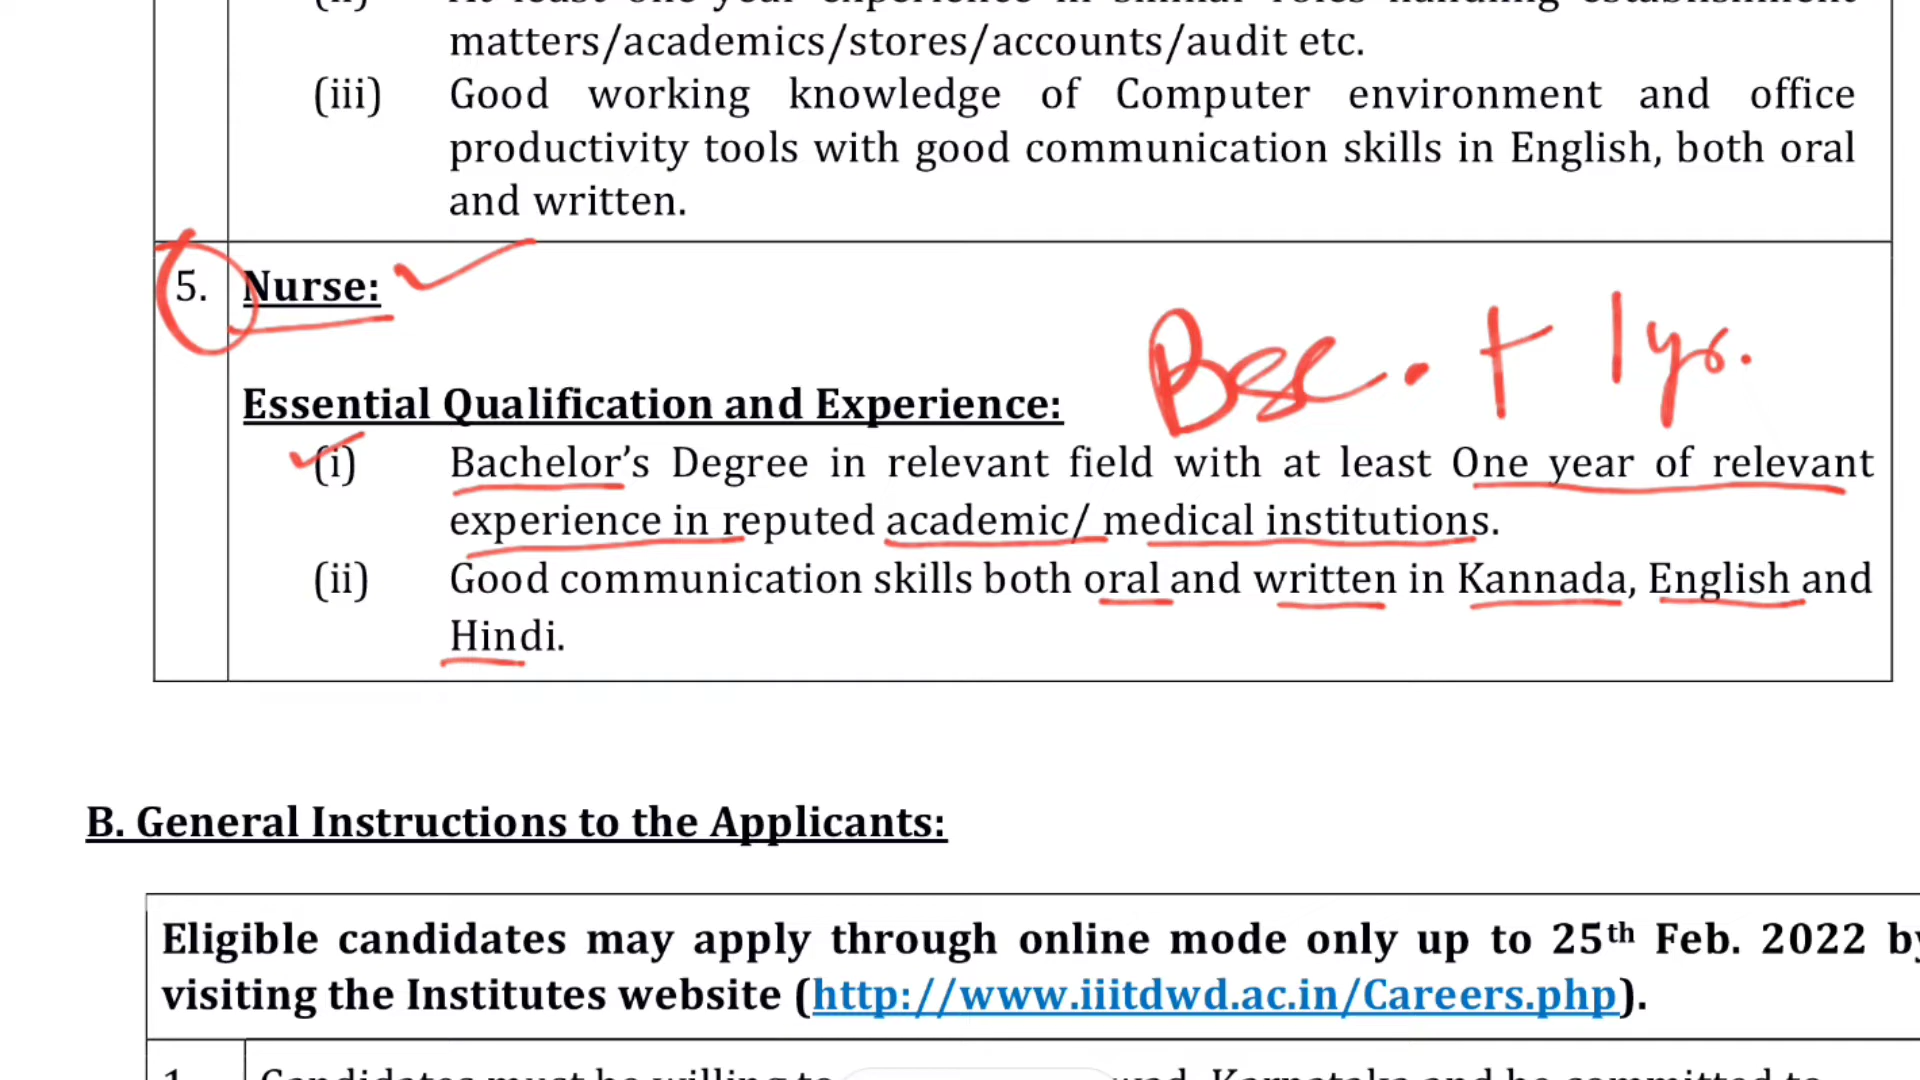 matters/academics/stores/accounts/audit etc.
(iii) Good working knowledge of Computer environment and office
productivity tools with good communication skills in English, both oral
and written.
5. Nurse:
Bsc. + 1 yr.
Essential Qualification and Experience:
(i) Bachelor's Degree in relevant field with at least One year of relevant
experience in reputed academic/ medical institutions.
(ii) Good communication skills both oral and written in Kannada, English and
Hindi.
B. General Instructions to the Applicants:
Eligible candidates may apply through online mode only up to 25th Feb. 2022 by
visiting the Institutes website (http://www.iiitdwd.ac.in/Careers.php).